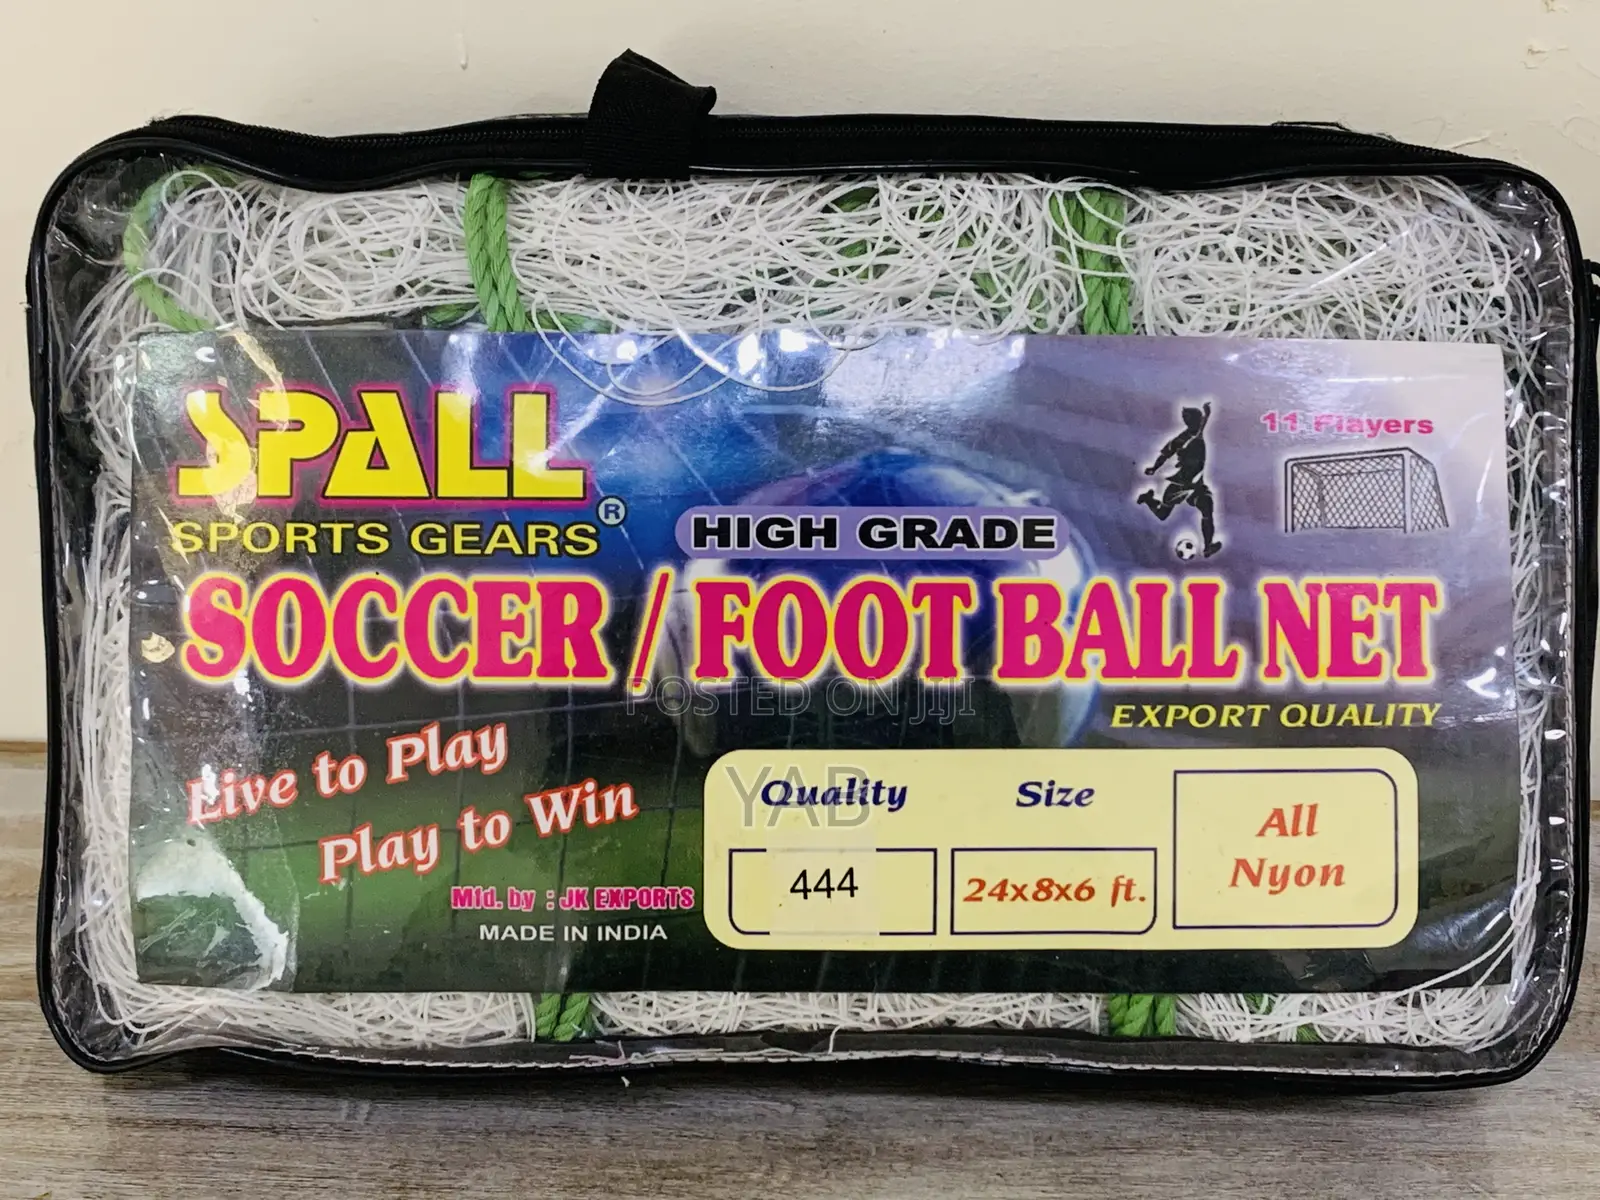 SPALL
®
SPORTS GEARS
11 Players
HIGH GRADE
SOCCER / FOOT BALL NET
POSTED ON JIJI
EXPORT QUALITY
Live to Play
Play to Win
YAB
Quality
Size
All
Nyon
444
24x8x6 ft.
Mfd. by : JK EXPORTS
MADE IN INDIA